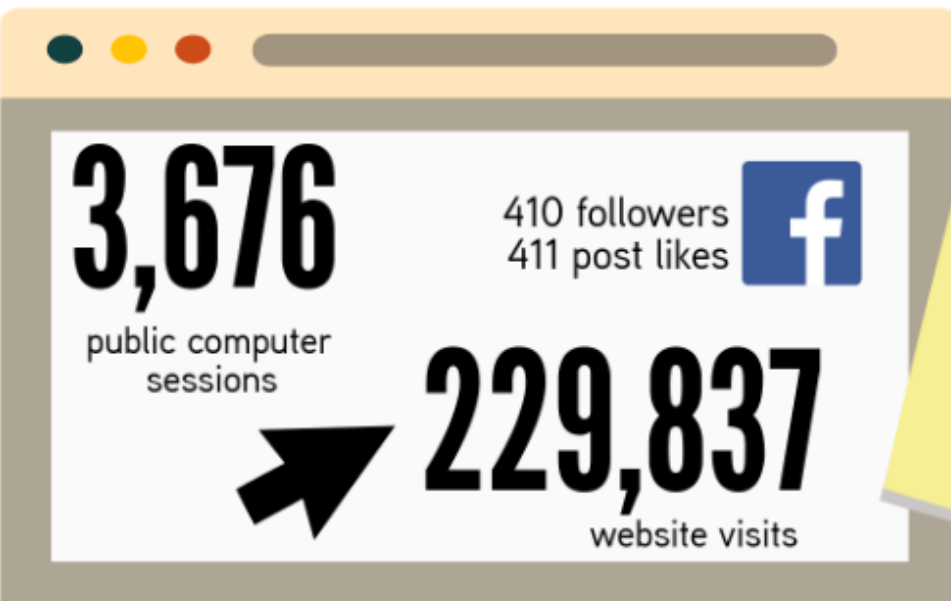 3,676
public computer
sessions
410 followers
411 post likes
229,837
website visits